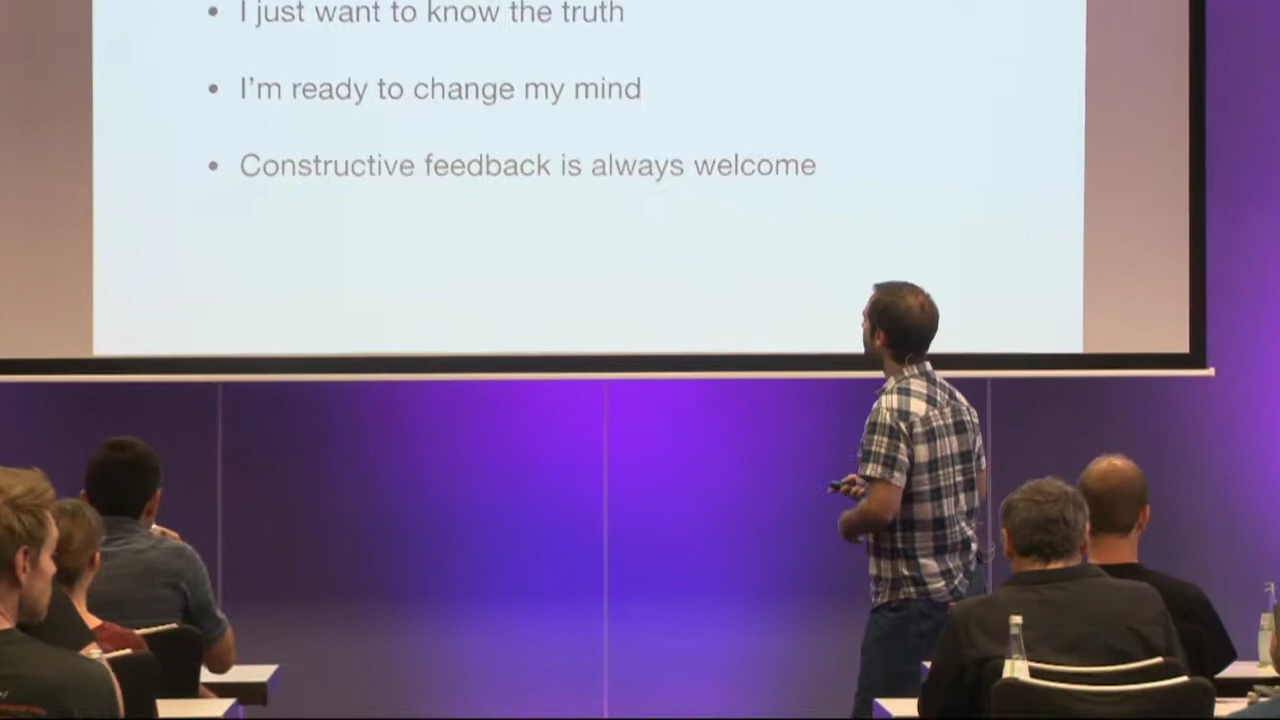 • I just want to know the truth
• I'm ready to change my mind
• Constructive feedback is always welcome